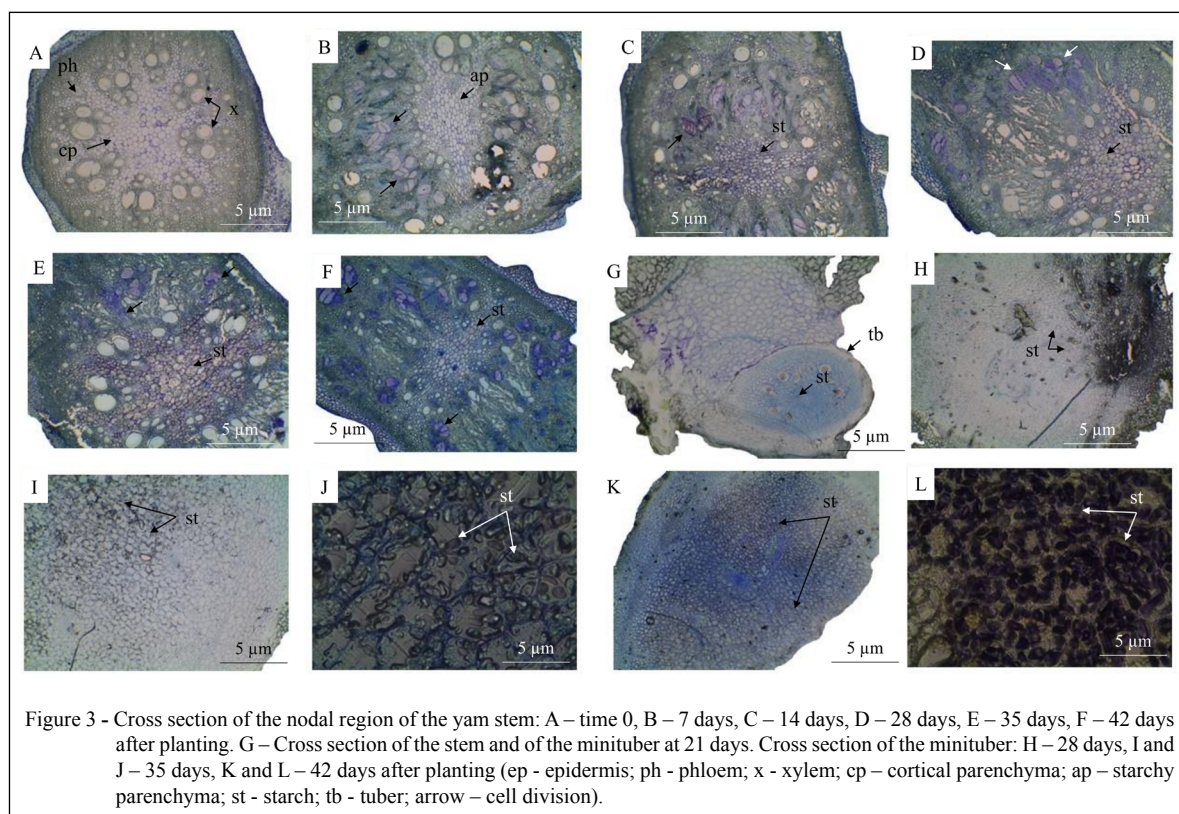 A
ph
x
cp
5 µm
B
ap
5 µm
C
st
5 µm
D
st
5 µm
E
st
5 µm
F
st
5 µm
G
tb
st
5 µm
H
st
5 µm
I
st
5 µm
J
st
5 µm
K
st
5 µm
L
st
5 µm
Figure 3 - Cross section of the nodal region of the yam stem: A – time 0, B – 7 days, C – 14 days, D – 28 days, E – 35 days, F – 42 days
after planting. G – Cross section of the stem and of the minituber at 21 days. Cross section of the minituber: H – 28 days, I and
J – 35 days, K and L – 42 days after planting (ep - epidermis; ph - phloem; x - xylem; cp – cortical parenchyma; ap – starchy
parenchyma; st - starch; tb - tuber; arrow – cell division).